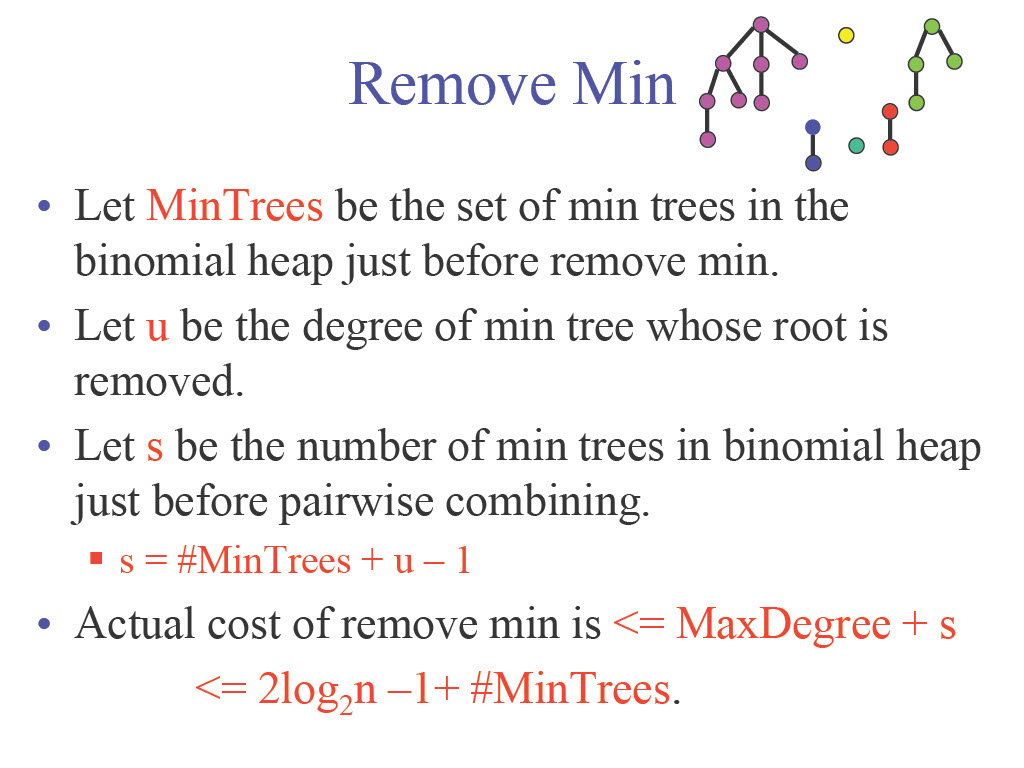 Remove Min
• Let MinTrees be the set of min trees in the
binomial heap just before remove min.
• Let u be the degree of min tree whose root is
removed.
• Let s be the number of min trees in binomial heap
just before pairwise combining.
▪ s = #MinTrees + u – 1
• Actual cost of remove min is <= MaxDegree + s
<= 2log₂n –1+ #MinTrees.